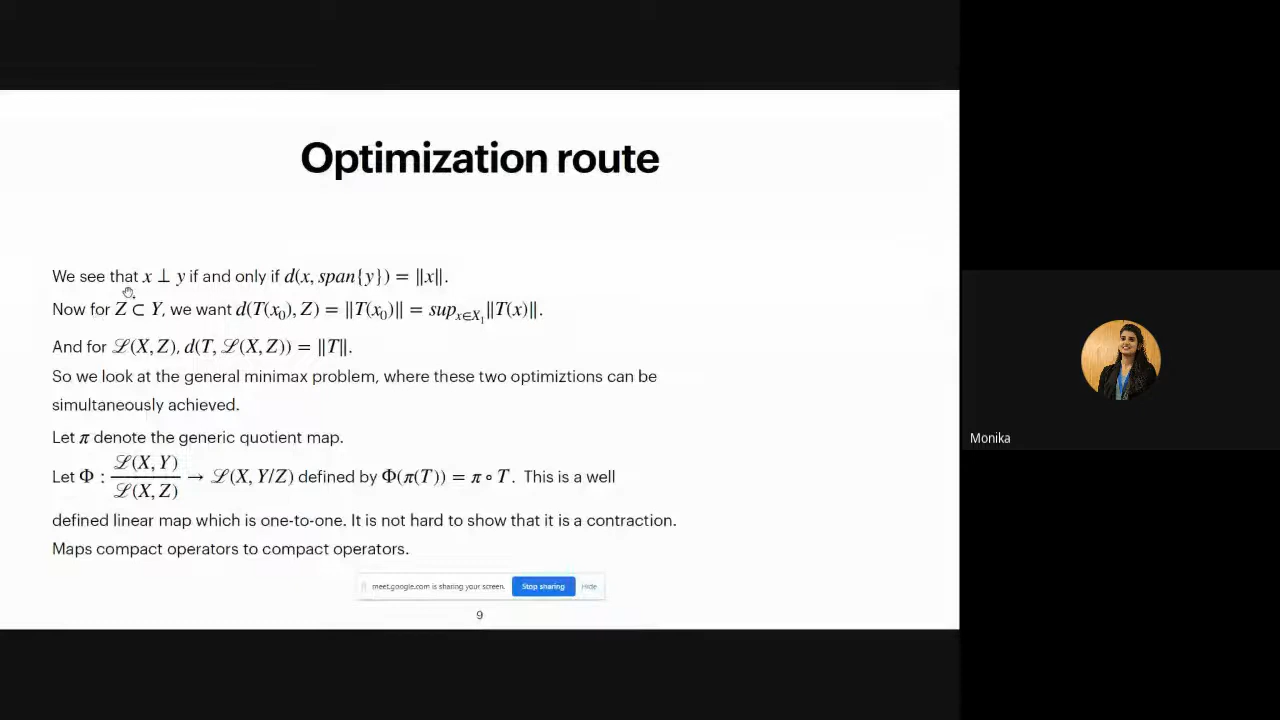 Optimization route
We see that x ⊥ y if and only if d(x, span{y}) = ‖x‖.
Now for Z ⊂ Y, we want d(T(x₀), Z) = ‖T(x₀)‖ = sup_{x∈X₁}‖T(x)‖.
And for ℒ(X, Z), d(T, ℒ(X, Z)) = ‖T‖.
So we look at the general minimax problem, where these two optimiztions can be
simultaneously achieved.
Let π denote the generic quotient map.
Let Φ : ℒ(X, Y)/ℒ(X, Z) → ℒ(X, Y/Z) defined by Φ(π(T)) = π ∘ T. This is a well
defined linear map which is one-to-one. It is not hard to show that it is a contraction.
Maps compact operators to compact operators.
meet.google.com is sharing your screen. Stop sharing Hide
9
Monika